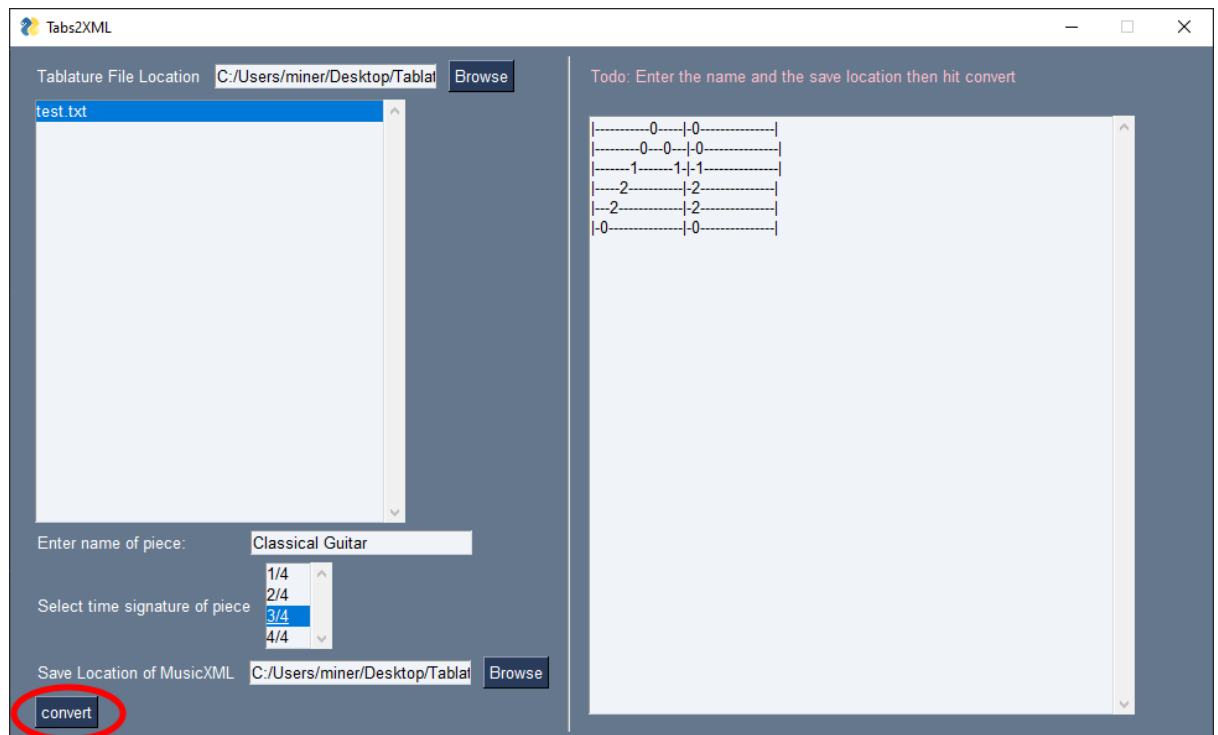 Tabs2XML
Tablature File Location C:/Users/miner/Desktop/Tablat Browse
test.txt
Enter name of piece: Classical Guitar
Select time signature of piece
1/4
2/4
3/4
4/4
Save Location of MusicXML C:/Users/miner/Desktop/Tablat Browse
convert
Todo: Enter the name and the save location then hit convert
|-----------0-----|-0---------------|
|---------0---0---|-0---------------|
|-------1-------1-|-1---------------|
|-----2-----------|-2---------------|
|---2-------------|-2---------------|
|-0---------------|-0---------------|